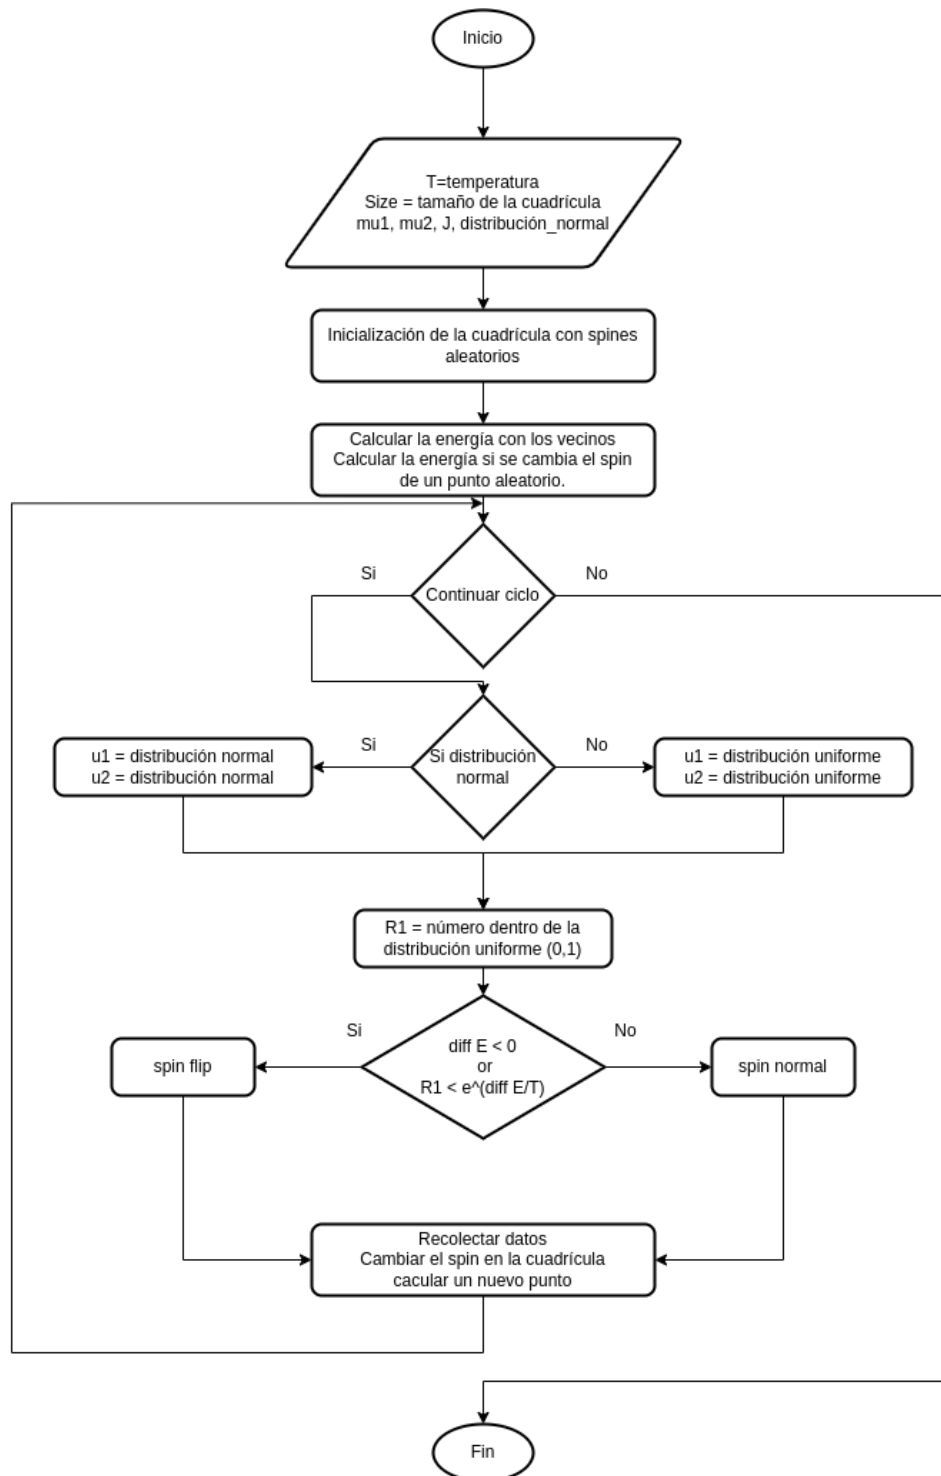 Inicio
T=temperatura
Size = tamaño de la cuadrícula
mu1, mu2, J, distribución_normal
Inicialización de la cuadrícula con spines
aleatorios
Calcular la energía con los vecinos
Calcular la energía si se cambia el spin
de un punto aleatorio.
Si
No
Continuar ciclo
Si
No
Si distribución
normal
u1 = distribución normal
u2 = distribución normal
u1 = distribución uniforme
u2 = distribución uniforme
R1 = número dentro de la
distribución uniforme (0,1)
Si
No
diff E < 0
or
R1 < e^(diff E/T)
spin flip
spin normal
Recolectar datos
Cambiar el spin en la cuadrícula
cacular un nuevo punto
Fin